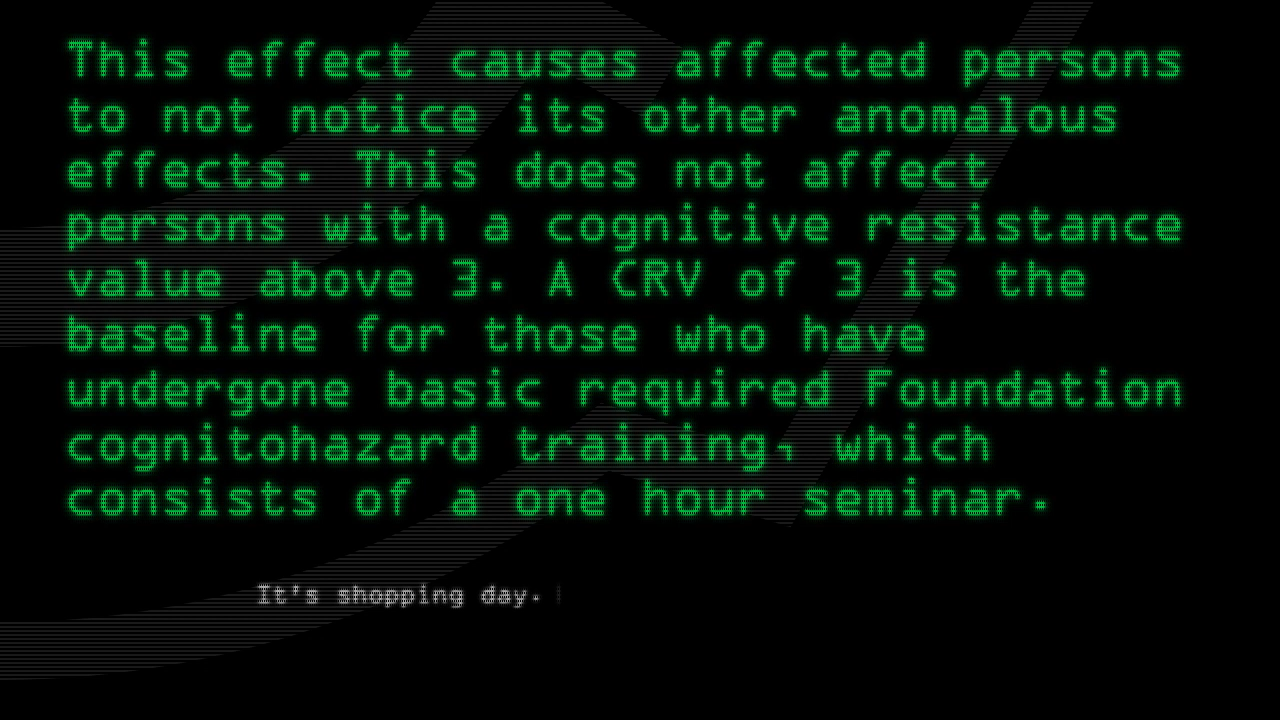 This effect causes affected persons
to not notice its other anomalous
effects. This does not affect
persons with a cognitive resistance
value above 3. A CRV of 3 is the
baseline for those who have
undergone basic required Foundation
cognitohazard training, which
consists of a one hour seminar.
It's shopping day.